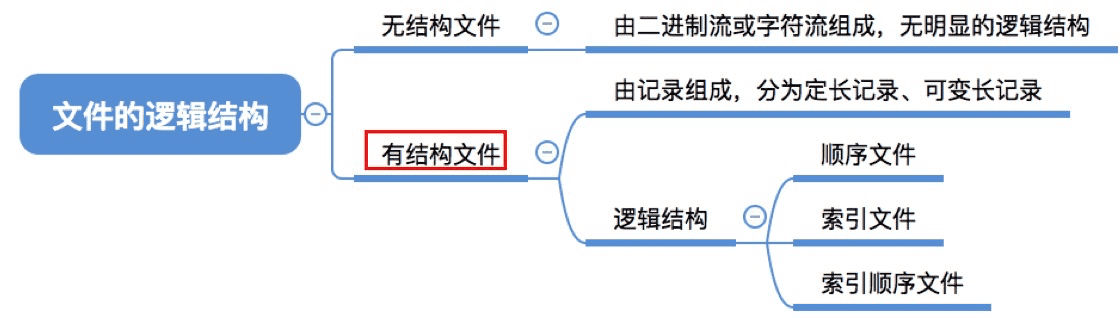 文件的逻辑结构
无结构文件
由二进制流或字符流组成，无明显的逻辑结构
有结构文件
由记录组成，分为定长记录、可变长记录
逻辑结构
顺序文件
索引文件
索引顺序文件